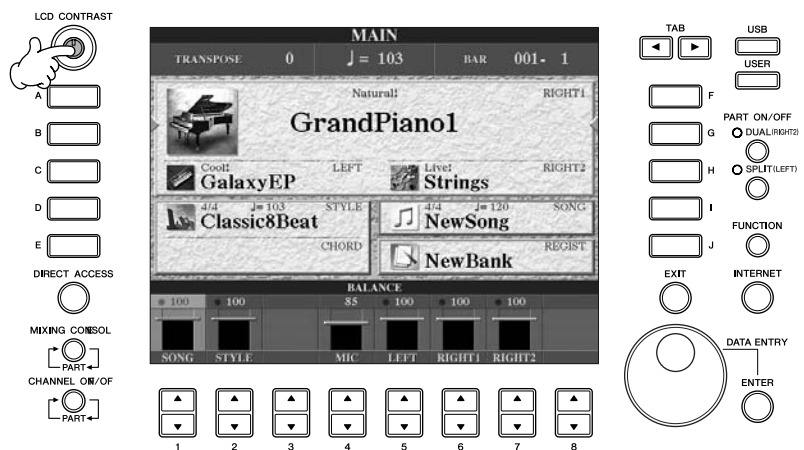 LCD CONTRAST
A
B
C
D
E
DIRECT ACCESS
MIXING CONSOL E
PART
CHANNEL ON/OF F
PART
MAIN
TRANSPOSE 0 ♩= 103 BAR 001- 1
Natural! RIGHT1
GrandPiano1
Cool! LEFT
GalaxyEP
Live! RIGHT2
Strings
4/4 ♩= 103 STYLE
Classic8Beat
CHORD
4/4 ♩= 120 SONG
NewSong
REGIST
NewBank
BALANCE
100 100 85 100 100 100
SONG STYLE MIC LEFT RIGHT1 RIGHT2
1 2 3 4 5 6 7 8
TAB
USB
USER
F
G
H
I
J
PART ON/OFF
DUAL(RIGHT2)
SPLIT(LEFT)
FUNCTION
EXIT
INTERNET
DATA ENTRY
ENTER